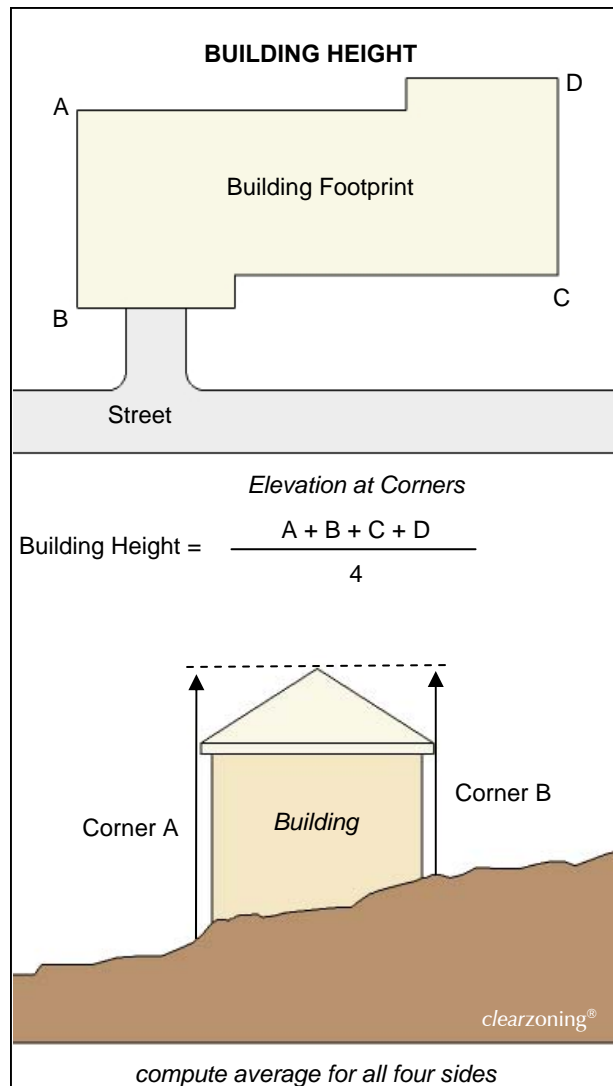 BUILDING HEIGHT
A
D
Building Footprint
B
C
Street
Elevation at Corners
Building Height =
A + B + C + D
4
Corner A
Building
Corner B
clearzoning®
compute average for all four sides